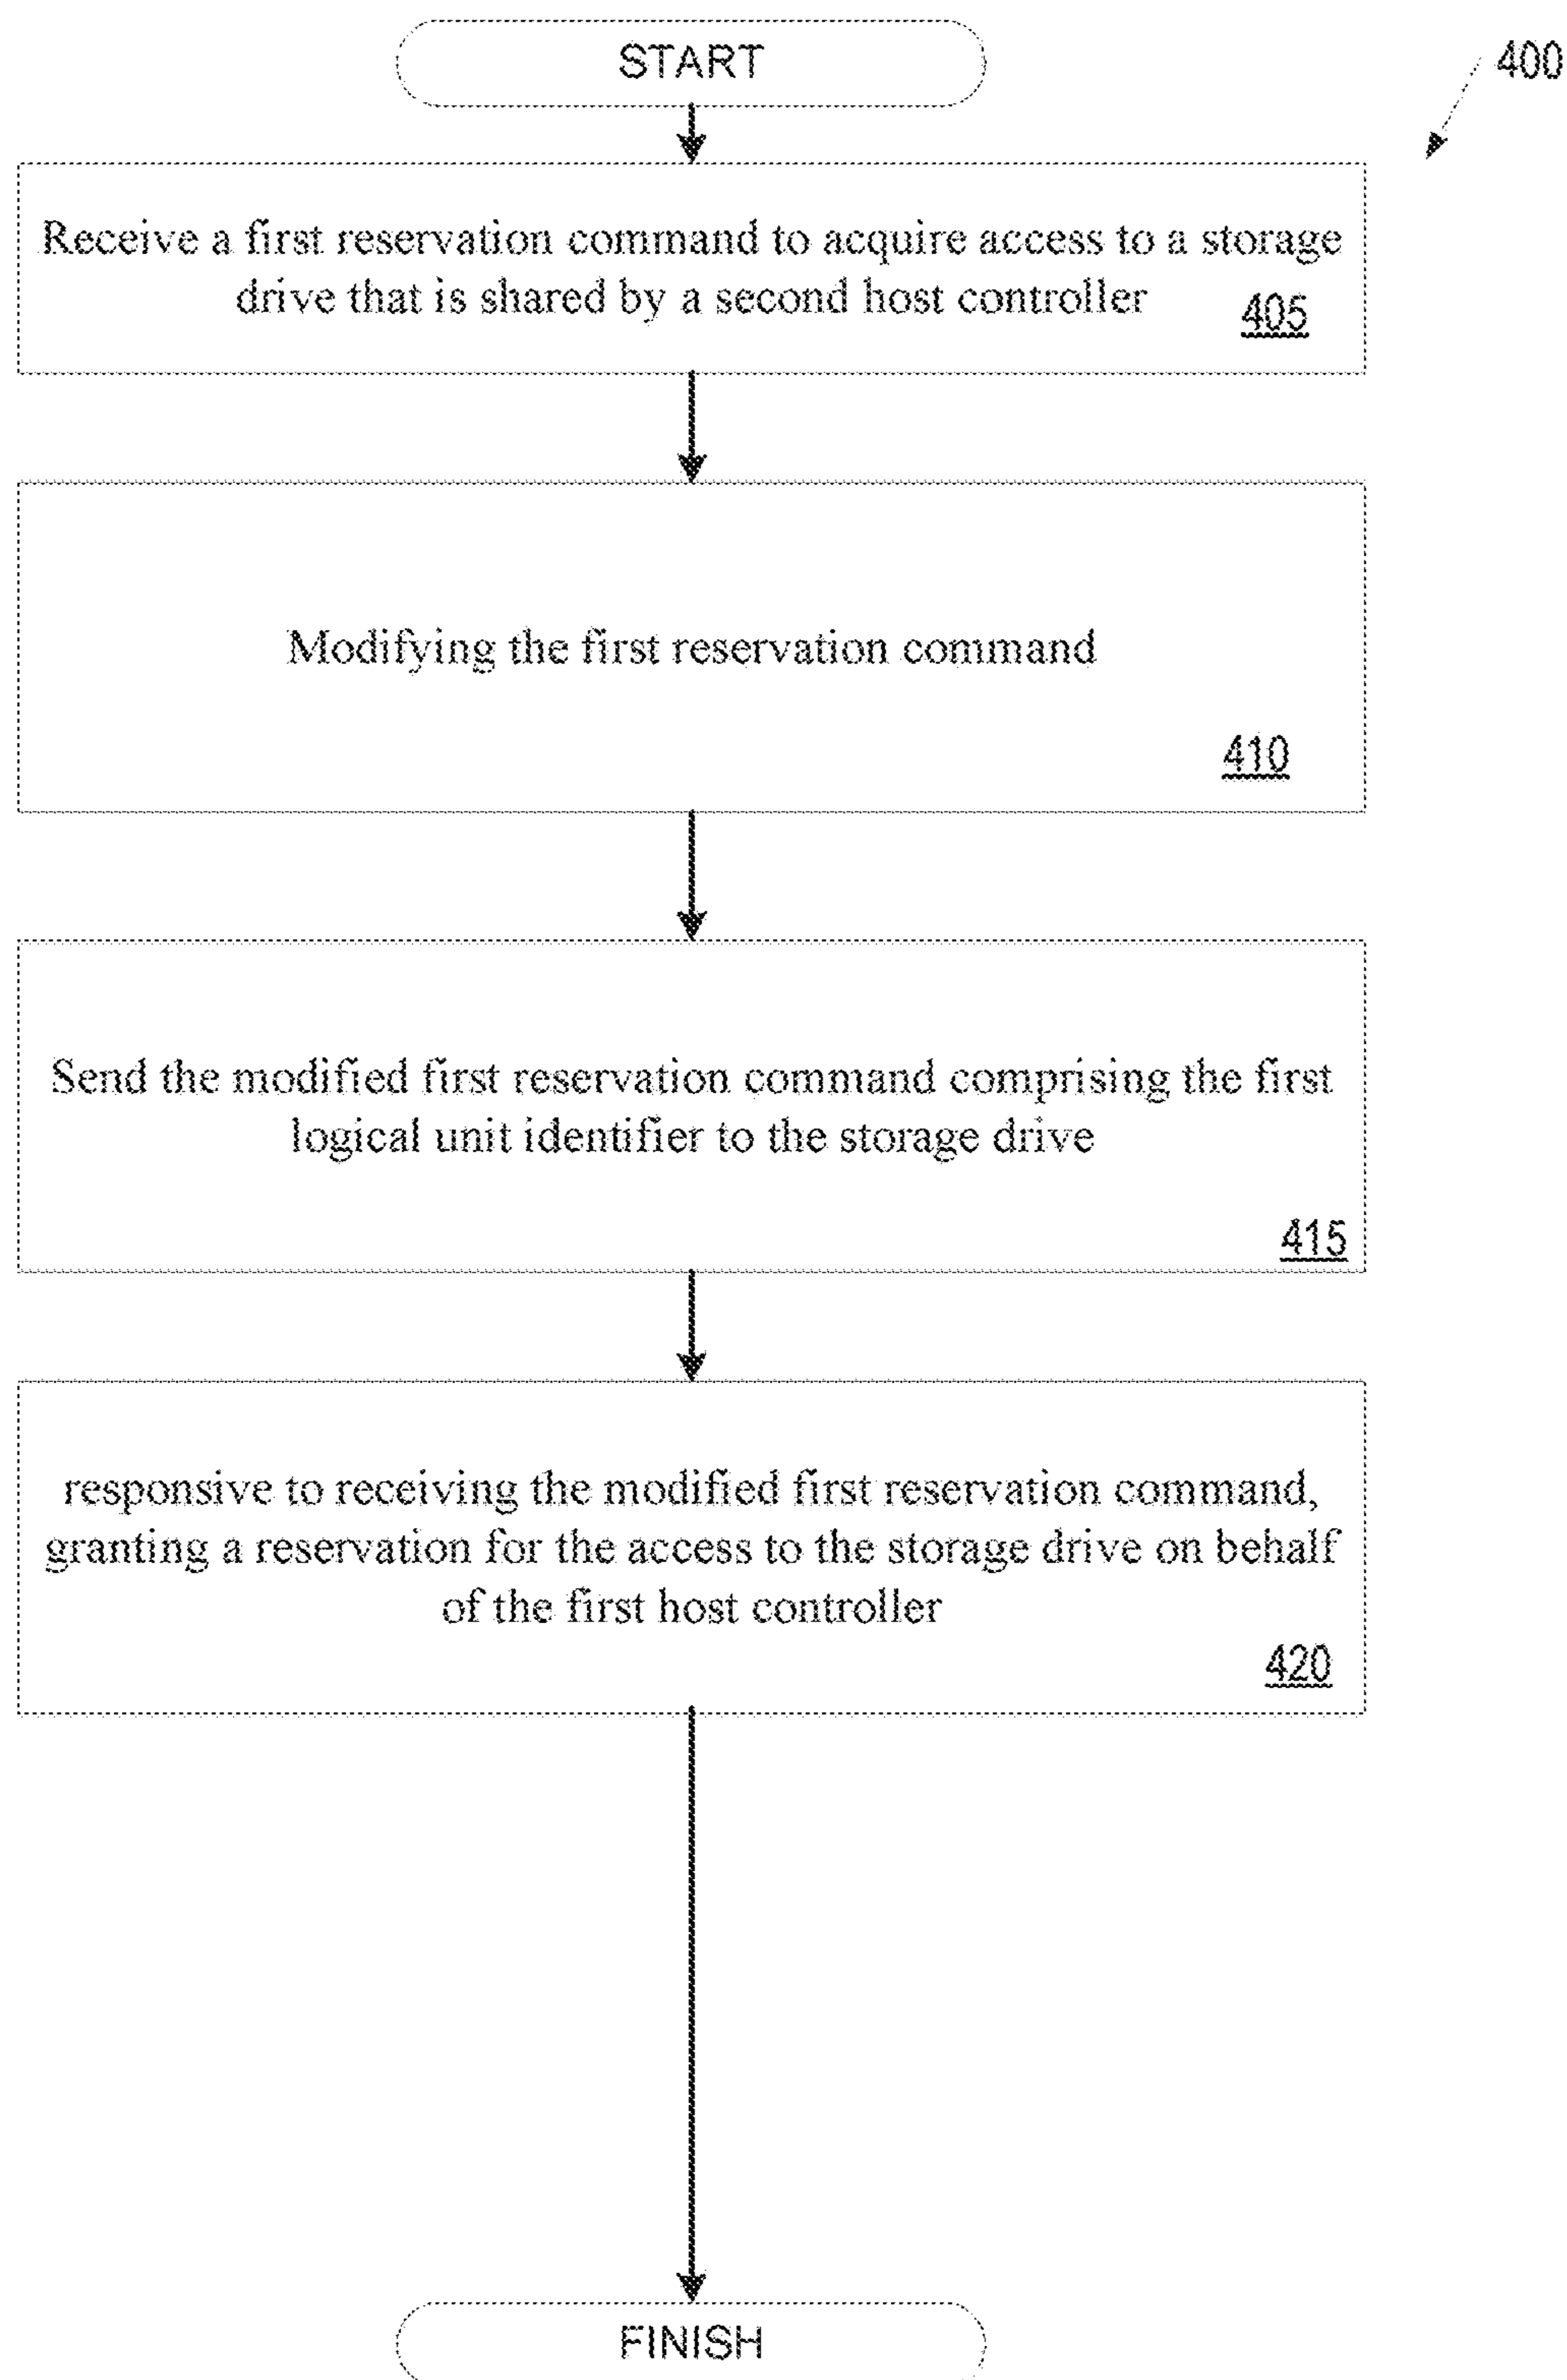 START
400
Receive a first reservation command to acquire access to a storage
drive that is shared by a second host controller
405
Modifying the first reservation command
410
Send the modified first reservation command comprising the first
logical unit identifier to the storage drive
415
responsive to receiving the modified first reservation command,
granting a reservation for the access to the storage drive on behalf
of the first host controller
420
FINISH